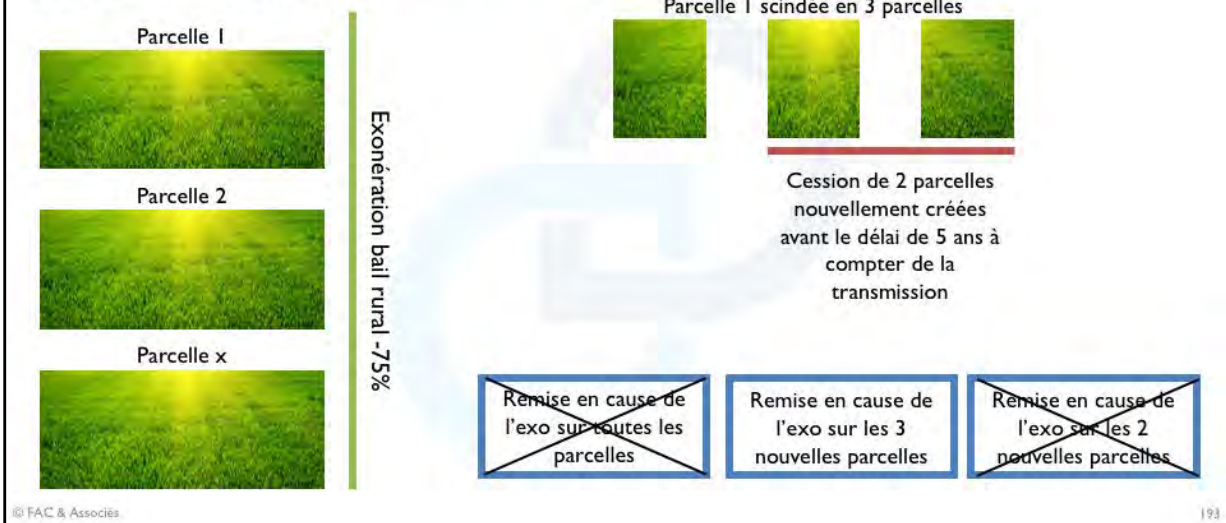 Parcelle 1
Parcelle 2
Parcelle x
Exonération bail rural -75%
Parcelle 1 scindée en 3 parcelles
Cession de 2 parcelles
nouvellement créées
avant le délai de 5 ans à
compter de la
transmission
Remise en cause de
l'exo sur toutes les
parcelles
Remise en cause de
l'exo sur les 3
nouvelles parcelles
Remise en cause de
l'exo sur les 2
nouvelles parcelles
© FAC & Associés
193